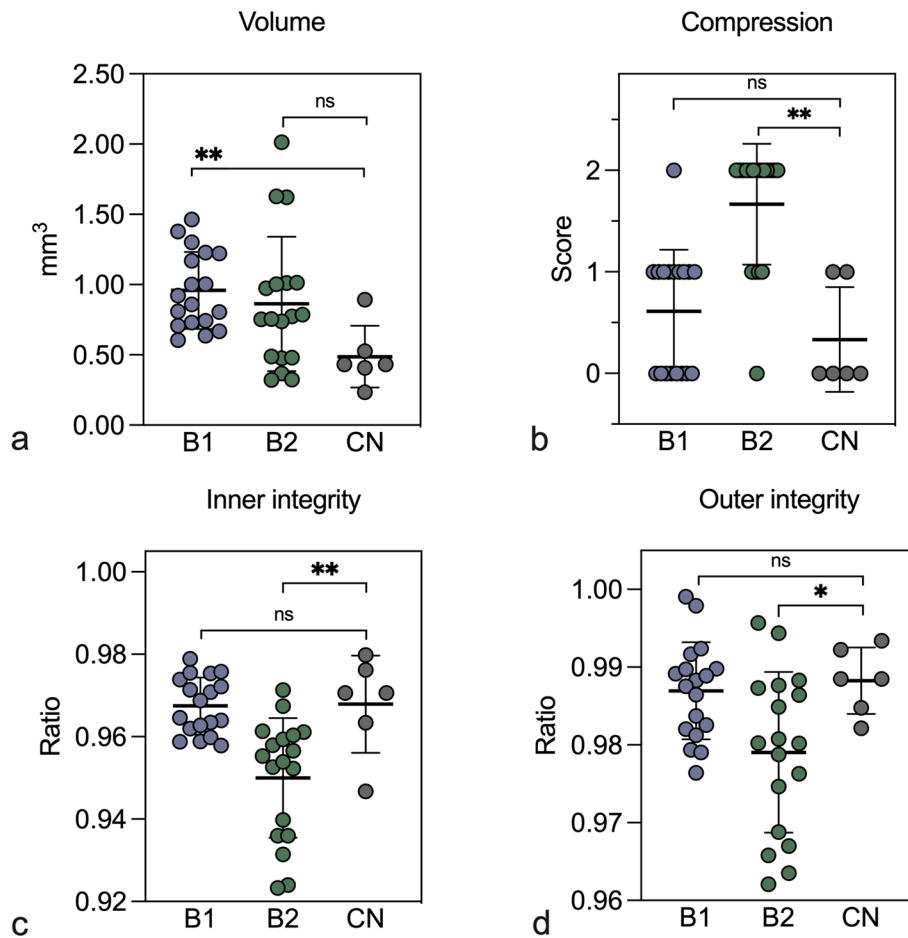 Volume
mm³
2.50
2.00
1.50
1.00
0.50
0.00
**
ns
B1 B2 CN
a
Compression
Score
2
1
0
ns
**
B1 B2 CN
b
Inner integrity
Ratio
1.00
0.98
0.96
0.94
0.92
**
ns
B1 B2 CN
c
Outer integrity
Ratio
1.00
0.99
0.98
0.97
0.96
ns
*
B1 B2 CN
d